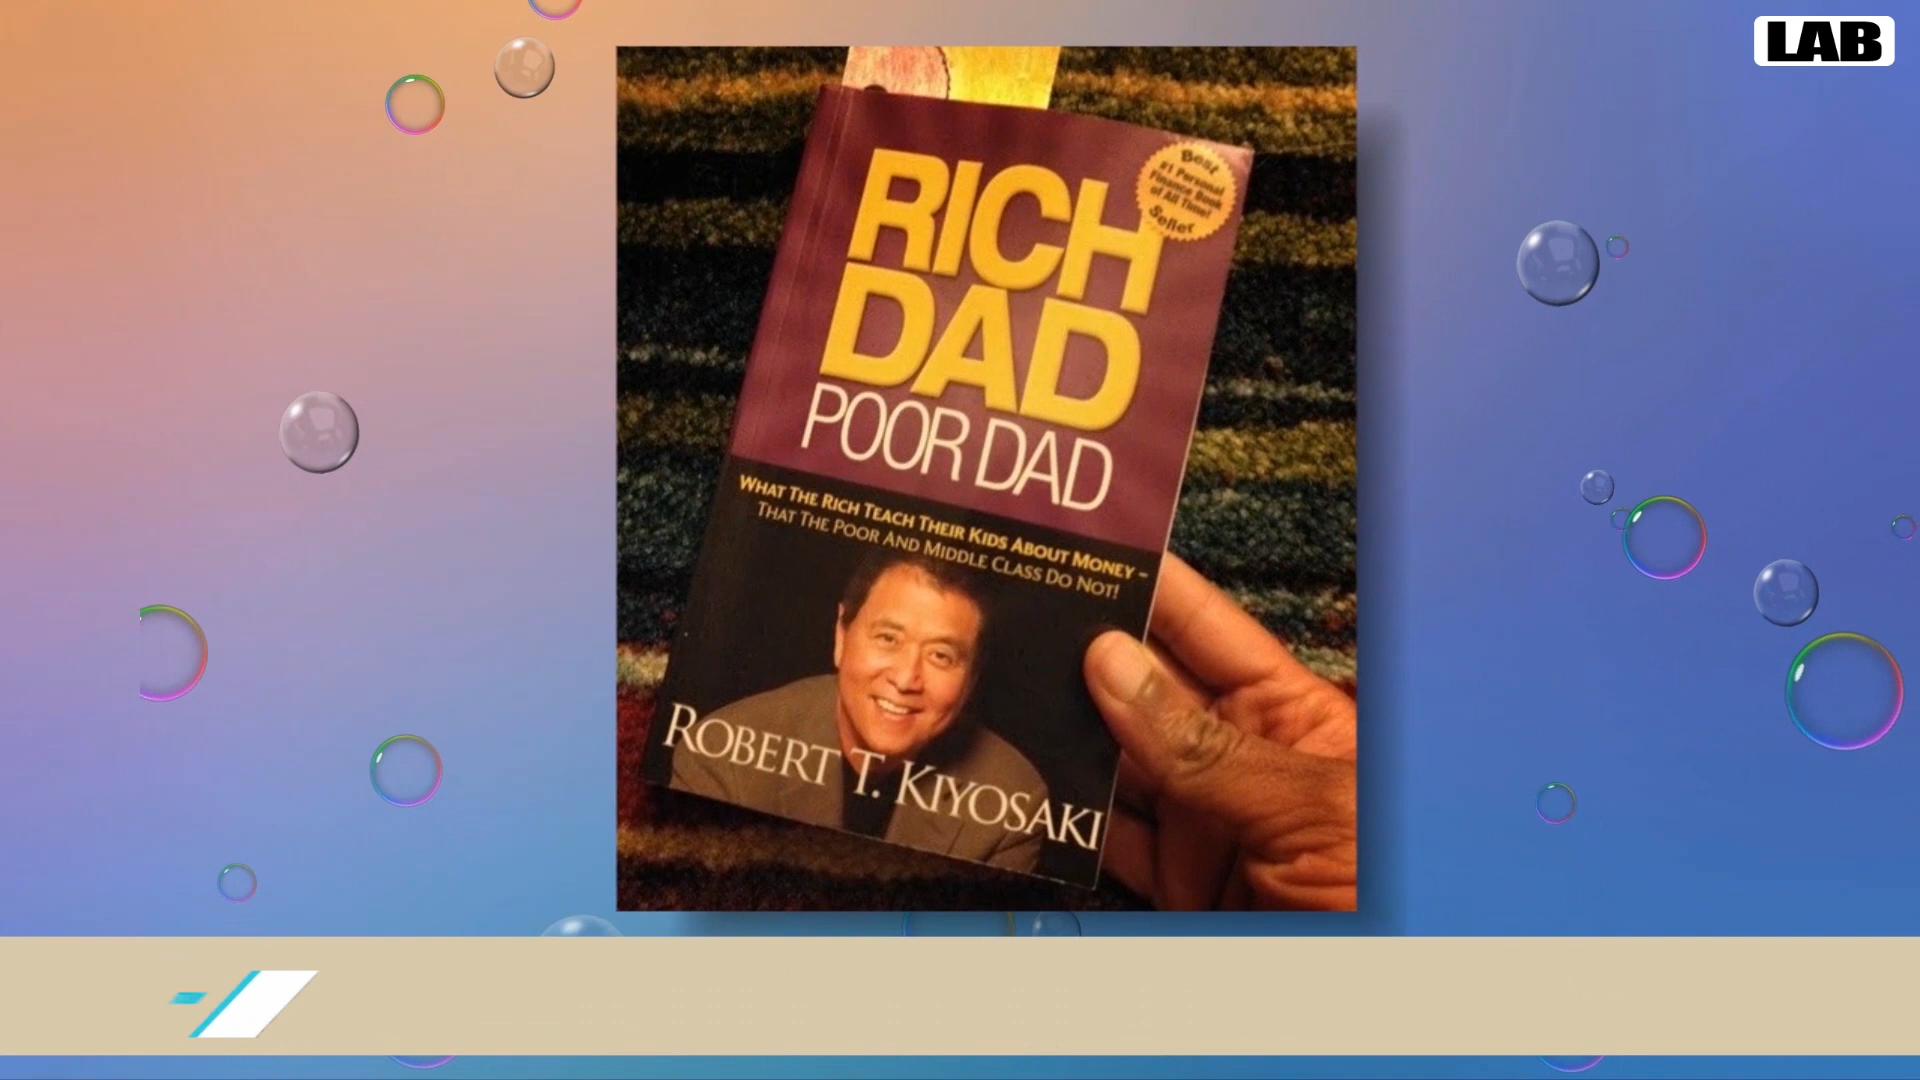 LAB
Best
#1 Personal
Finance Book
of All Time!
Seller
RICH
DAD
POOR DAD
WHAT THE RICH TEACH THEIR KIDS ABOUT MONEY –
THAT THE POOR AND MIDDLE CLASS DO NOT!
ROBERT T. KIYOSAKI